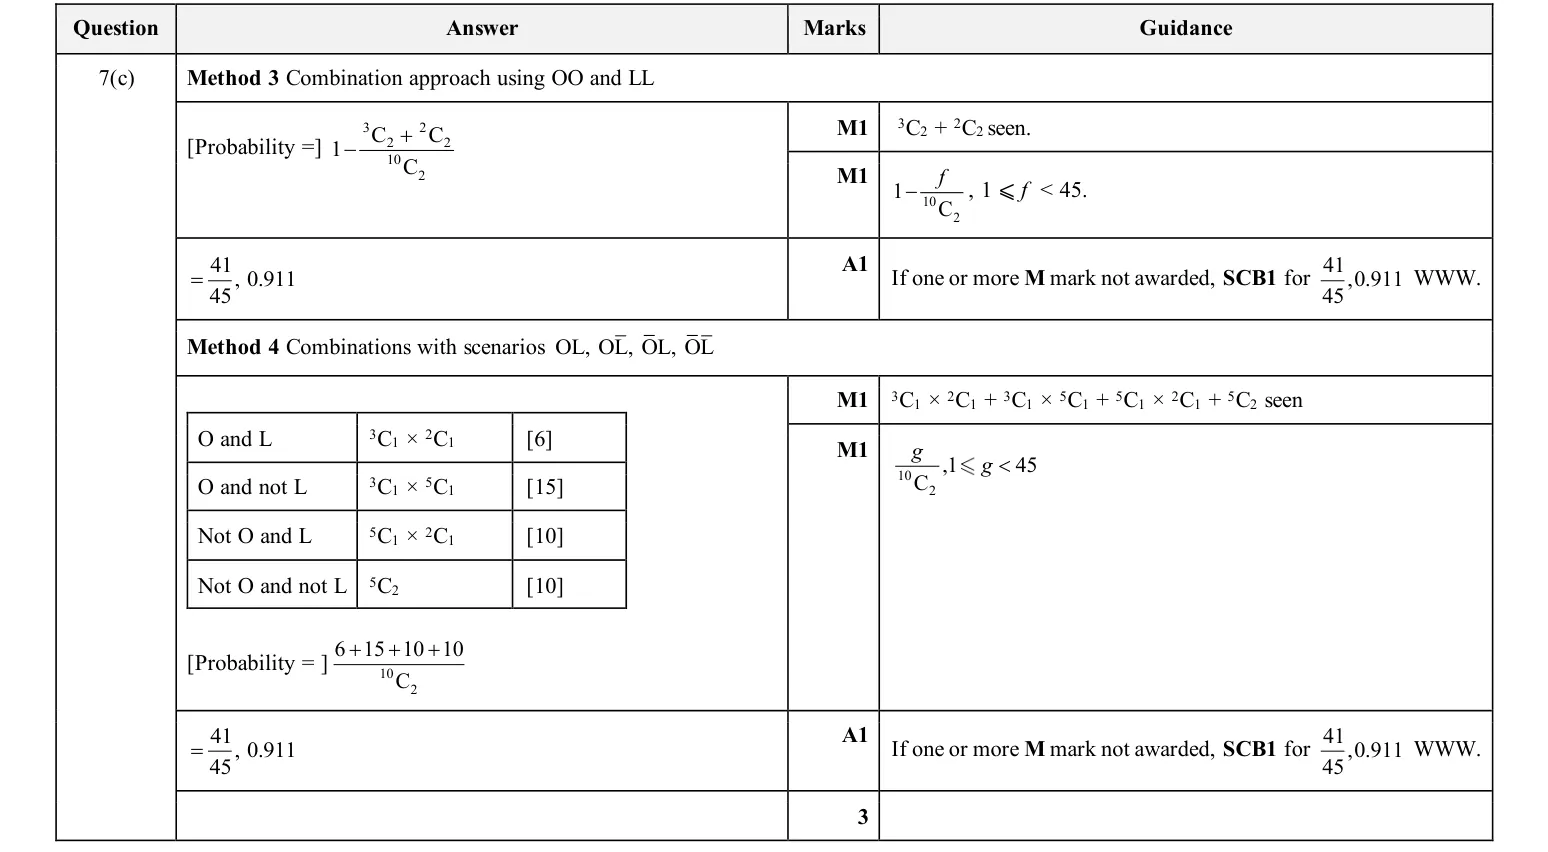 Question Answer Marks Guidance
7(c) Method 3 Combination approach using OO and LL
[Probability =] 1 − (³C₂ + ²C₂)/¹⁰C₂ M1 ³C₂ + ²C₂ seen.
M1 1 − f/¹⁰C₂ , 1 ⩽ f < 45.
= 41/45, 0.911 A1 If one or more M mark not awarded, SCB1 for 41/45,0.911 WWW.
Method 4 Combinations with scenarios OL, OL̅, O̅L, O̅L̅
M1 ³C₁ × ²C₁ + ³C₁ × ⁵C₁ + ⁵C₁ × ²C₁ + ⁵C₂ seen
O and L ³C₁ × ²C₁ [6]
M1 g/¹⁰C₂ ,1⩽ g < 45
O and not L ³C₁ × ⁵C₁ [15]
Not O and L ⁵C₁ × ²C₁ [10]
Not O and not L ⁵C₂ [10]
[Probability = ] (6+15+10+10)/¹⁰C₂
= 41/45, 0.911 A1 If one or more M mark not awarded, SCB1 for 41/45,0.911 WWW.
3